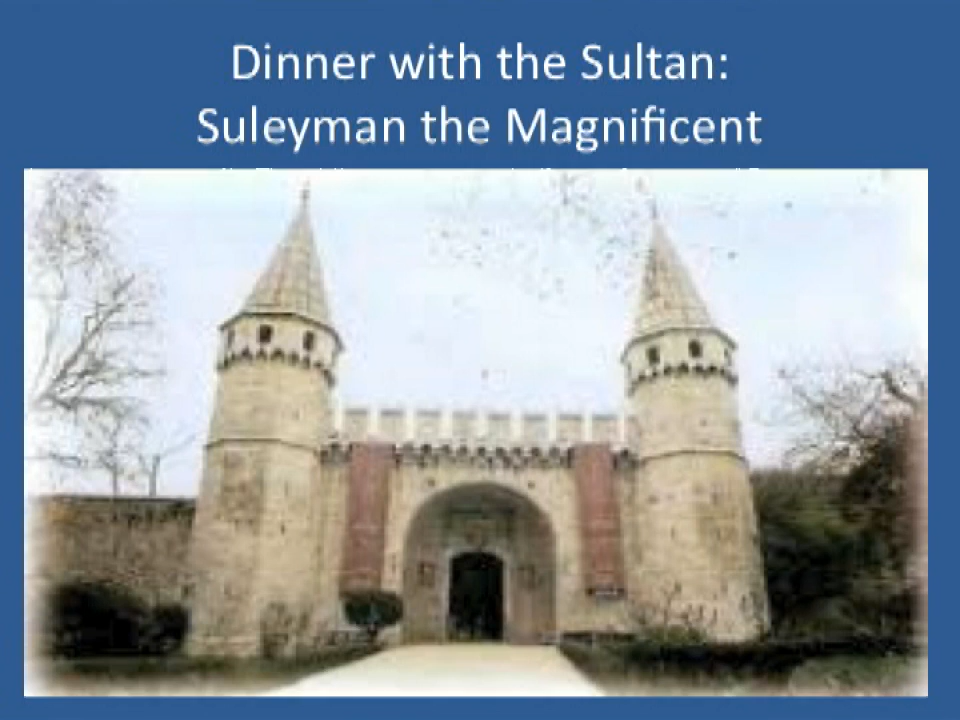 Dinner with the Sultan:
Suleyman the Magnificent